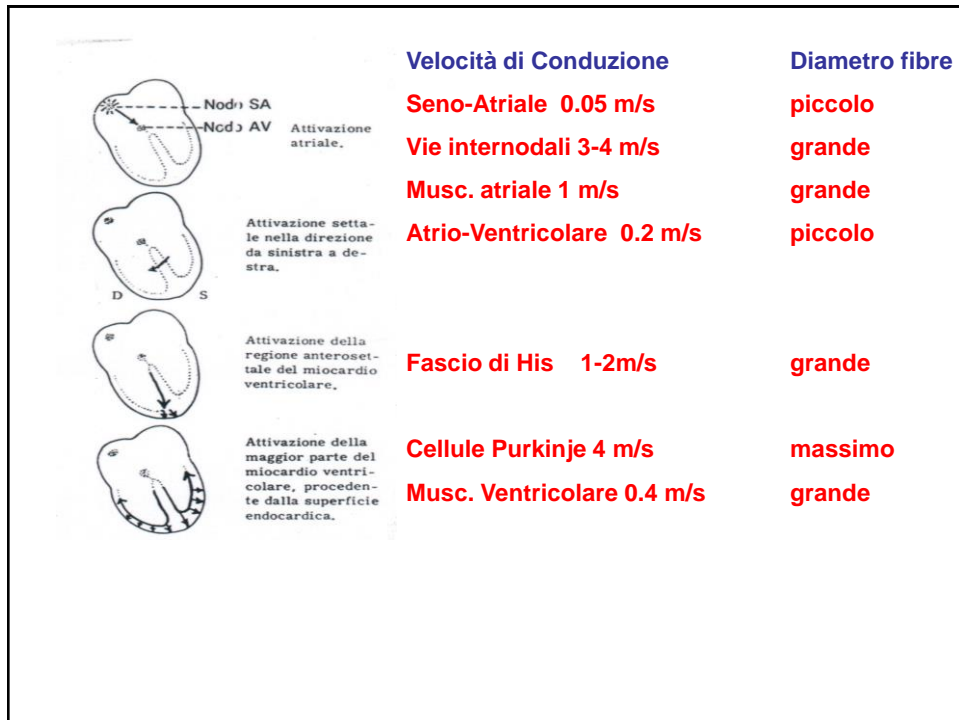 Velocità di Conduzione Diametro fibre
Seno-Atriale 0.05 m/s piccolo
Vie internodali 3-4 m/s grande
Musc. atriale 1 m/s grande
Atrio-Ventricolare 0.2 m/s piccolo
Fascio di His 1-2m/s grande
Cellule Purkinje 4 m/s massimo
Musc. Ventricolare 0.4 m/s grande
Nodo SA
Nodo AV
Attivazione
atriale.
Attivazione setta-
le nella direzione
da sinistra a de-
stra.
D S
Attivazione della
regione anteroset-
tale del miocardio
ventricolare.
Attivazione della
maggior parte del
miocardio ventri-
colare, proceden-
te dalla superficie
endocardica.